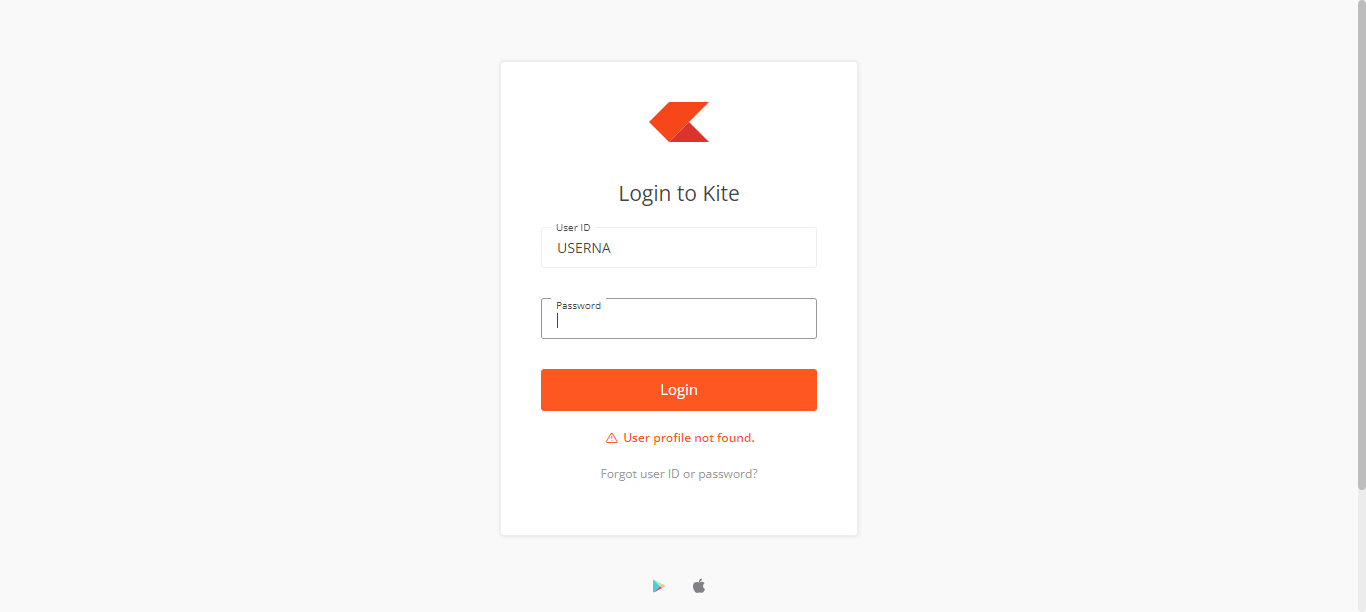 Login to Kite
User ID
USERNA
Password
Login
User profile not found.
Forgot user ID or password?